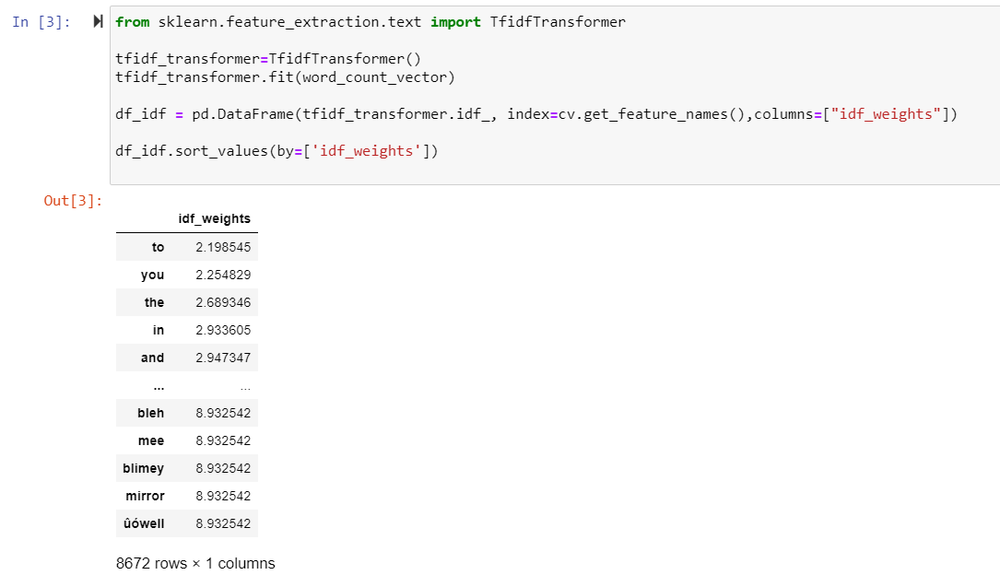 In [3]:
from sklearn.feature_extraction.text import TfidfTransformer
tfidf_transformer=TfidfTransformer()
tfidf_transformer.fit(word_count_vector)
df_idf = pd.DataFrame(tfidf_transformer.idf_, index=cv.get_feature_names(),columns=["idf_weights"])
df_idf.sort_values(by=['idf_weights'])
Out[3]:
idf_weights
to 2.198545
you 2.254829
the 2.689346
in 2.933605
and 2.947347
... ...
bleh 8.932542
mee 8.932542
blimey 8.932542
mirror 8.932542
ûówell 8.932542
8672 rows × 1 columns